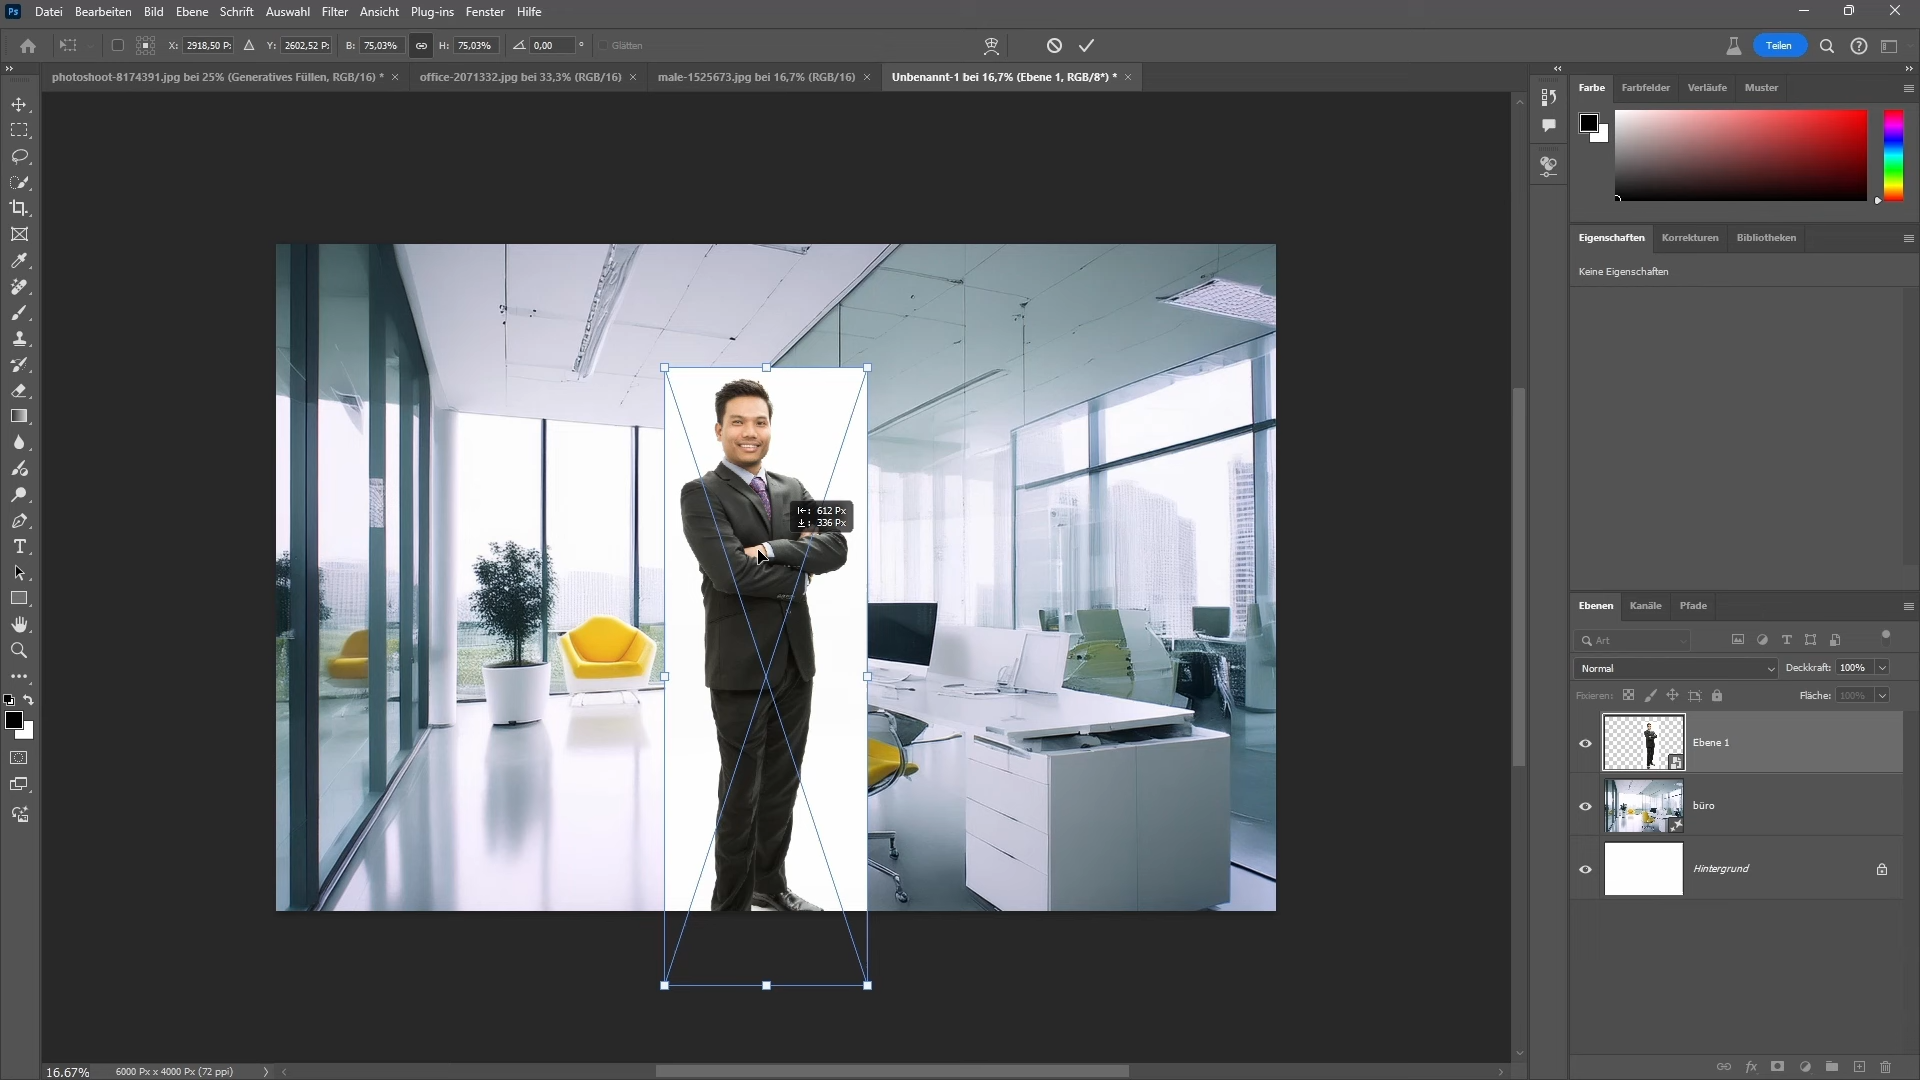 Ps Datei Bearbeiten Bild Ebene Schrift Auswahl Filter Ansicht Plug-ins Fenster Hilfe
X: 2918,50 P: Y: 2602,52 P: B: 75,03% H: 75,03% 0,00 ° Glätten Teilen
photoshoot-8174391.jpg bei 25% (Generatives Füllen, RGB/16) * × office-2071332.jpg bei 33,3% (RGB/16) × male-1525673.jpg bei 16,7% (RGB/16) × Unbenannt-1 bei 16,7% (Ebene 1, RGB/8*) * ×
Farbe Farbfelder Verläufe Muster
Eigenschaften Korrekturen Bibliotheken
Keine Eigenschaften
612 Px
336 Px
Ebenen Kanäle Pfade
Art
Normal Deckkraft: 100%
Fixieren: Fläche: 100%
Ebene 1
büro
Hintergrund
fx
16.67% 6000 Px x 4000 Px (72 ppi)